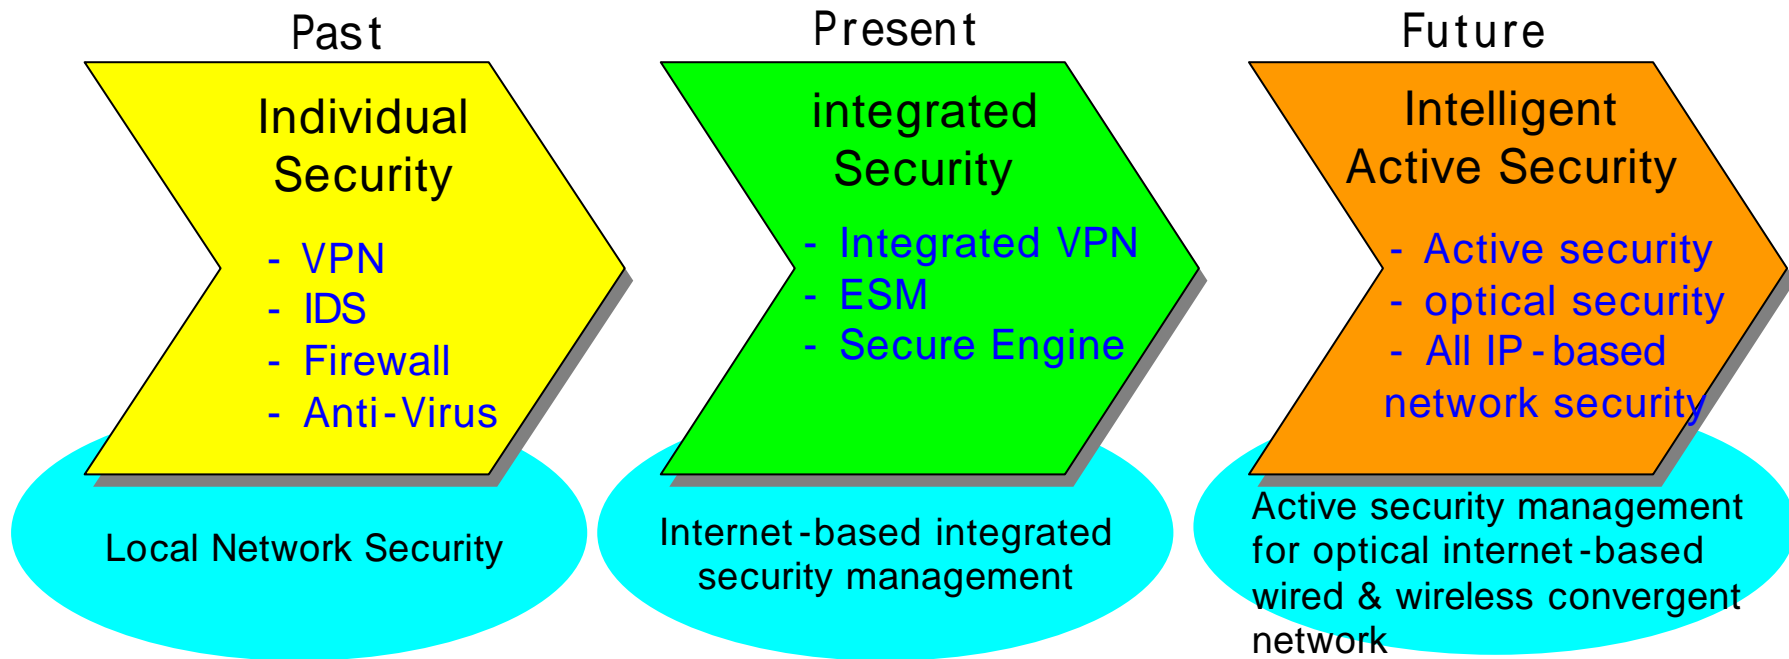 Past
Individual
Security
- VPN
- IDS
- Firewall
- Anti-Virus
Local Network Security
Present
integrated
Security
- Integrated VPN
- ESM
- Secure Engine
Internet-based integrated
security management
Future
Intelligent
Active Security
- Active security
- optical security
- All IP-based
network security
Active security management
for optical internet-based
wired & wireless convergent
network